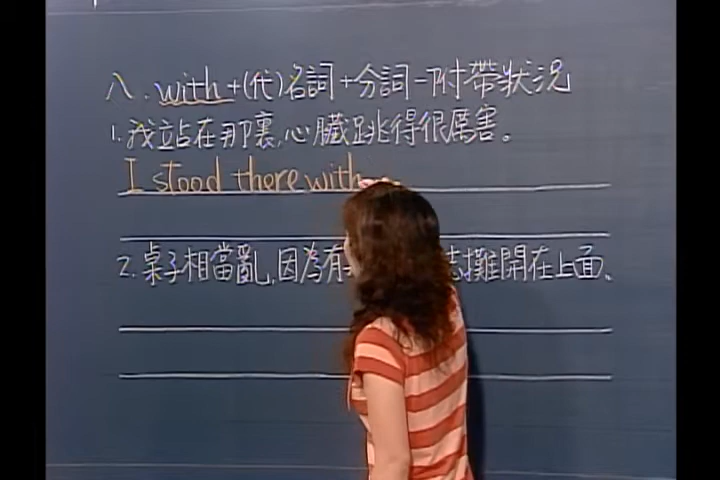 八. with+(代)名詞+分詞-附帶狀況
1. 我站在那裏,心臟跳得很厲害。
I stood there with
2. 桌子相當亂,因為有 攤開在上面。